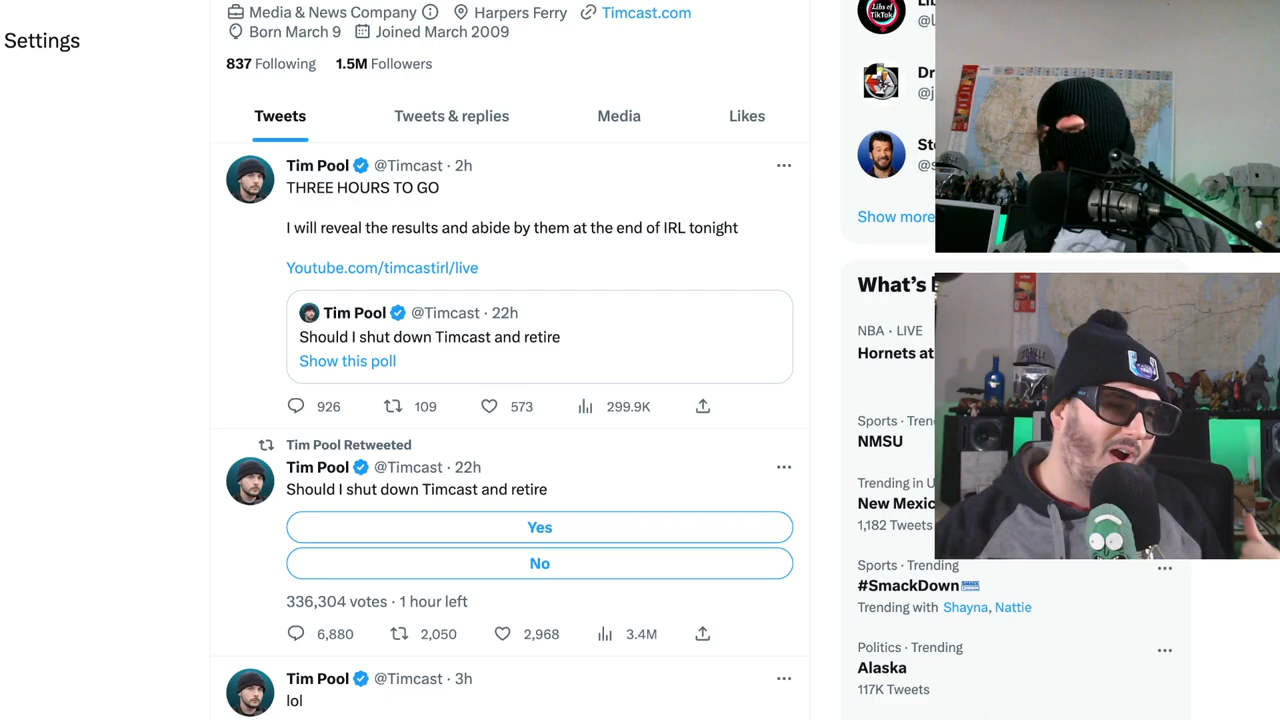 Settings
Media & News Company Harpers Ferry Timcast.com
Born March 9 Joined March 2009
837 Following 1.5M Followers
Tweets Tweets & replies Media Likes
Tim Pool @Timcast · 2h
THREE HOURS TO GO
I will reveal the results and abide by them at the end of IRL tonight
Youtube.com/timcastirl/live
Tim Pool @Timcast · 22h
Should I shut down Timcast and retire
Show this poll
926 109 573 299.9K
Tim Pool Retweeted
Tim Pool @Timcast · 22h
Should I shut down Timcast and retire
Yes
No
336,304 votes · 1 hour left
6,880 2,050 2,968 3.4M
Tim Pool @Timcast · 3h
lol
Libs of
TikTok
Dr
@j
St
@s
Show more
What's
NBA · LIVE
Hornets at
Sports · Tren
NMSU
Trending in U
New Mexic
1,182 Tweets
Sports · Trending
#SmackDown
Trending with Shayna, Nattie
Politics · Trending
Alaska
117K Tweets